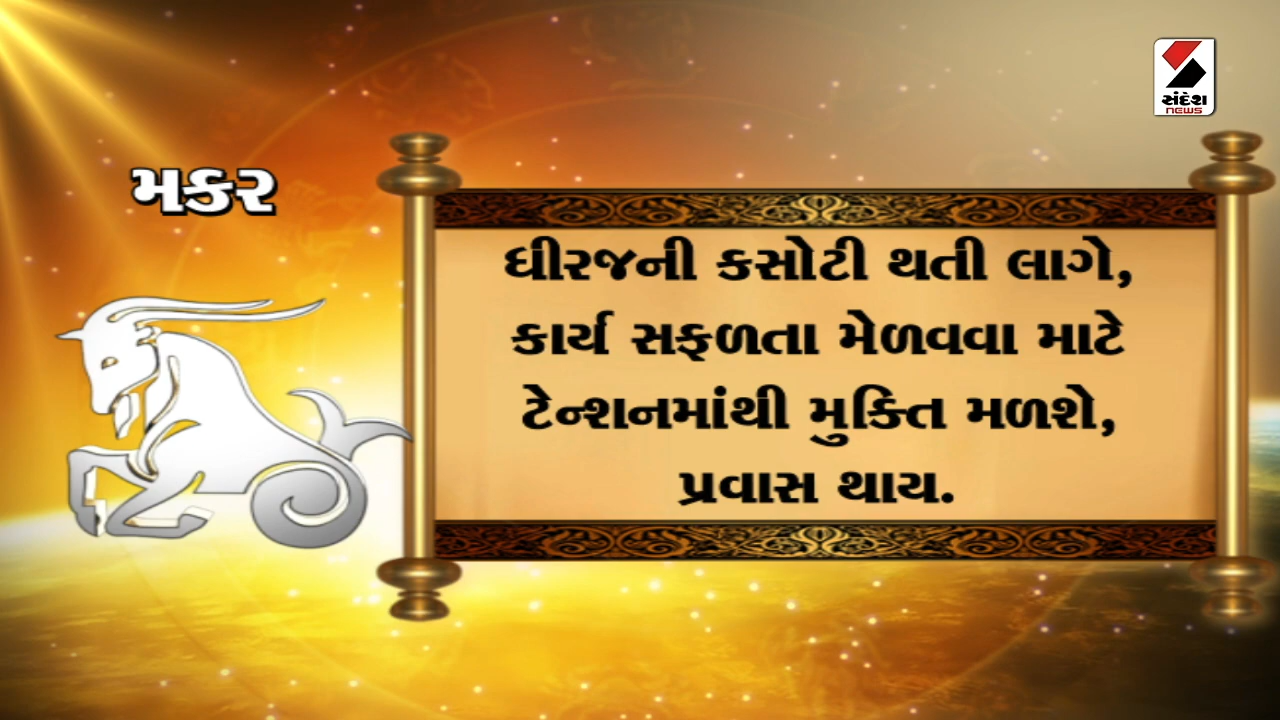 સંદેશ
NEWS
મકર
ધીરજની કસોટી થતી લાગે,
કાર્ય સફળતા મેળવવા માટે
ટેન્શનમાંથી મુક્તિ મળશે,
પ્રવાસ થાય.